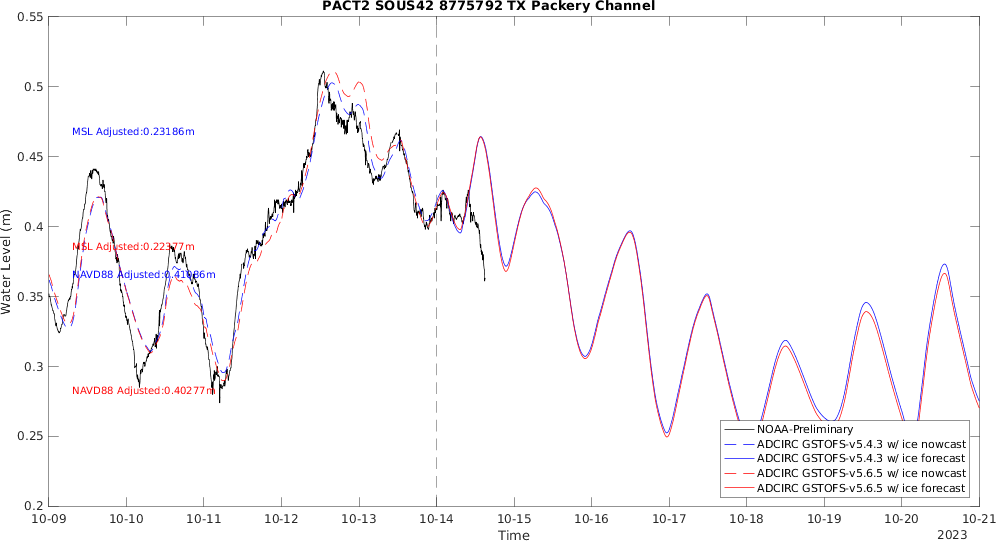 PACT2 SOUS42 8775792 TX Packery Channel
0.55
0.5
0.45
0.4
0.35
0.3
0.25
0.2
Water Level (m)
MSL Adjusted:0.23186m
MSL Adjusted:0.22377m
NAVD88 Adjusted:0.41086m
NAVD88 Adjusted:0.40277m
NOAA-Preliminary
ADCIRC GSTOFS-v5.4.3 w/ ice nowcast
ADCIRC GSTOFS-v5.4.3 w/ ice forecast
ADCIRC GSTOFS-v5.6.5 w/ ice nowcast
ADCIRC GSTOFS-v5.6.5 w/ ice forecast
10-09 10-10 10-11 10-12 10-13 10-14 10-15 10-16 10-17 10-18 10-19 10-20 10-21
Time
2023